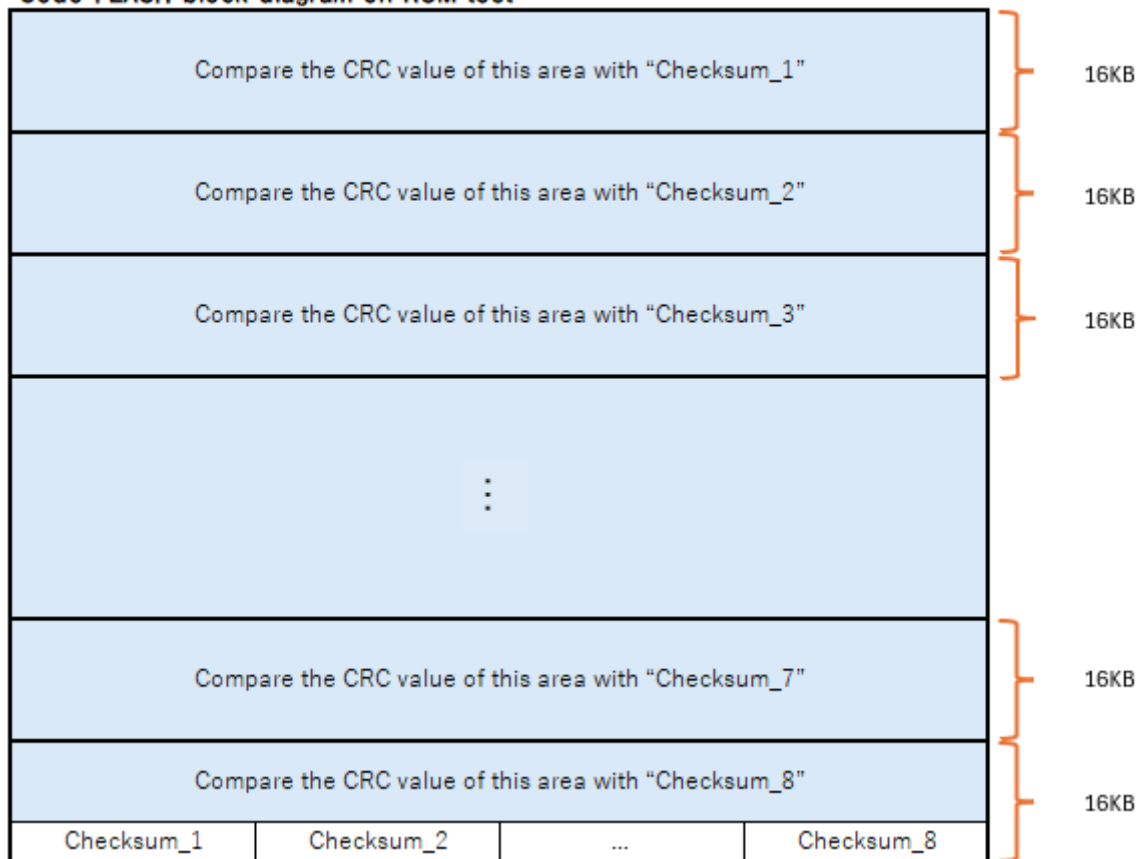 Compare the CRC value of this area with “Checksum_1”
16KB
Compare the CRC value of this area with “Checksum_2”
16KB
Compare the CRC value of this area with “Checksum_3”
16KB
⋮
Compare the CRC value of this area with “Checksum_7”
16KB
Compare the CRC value of this area with “Checksum_8”
16KB
Checksum_1 Checksum_2 ... Checksum_8